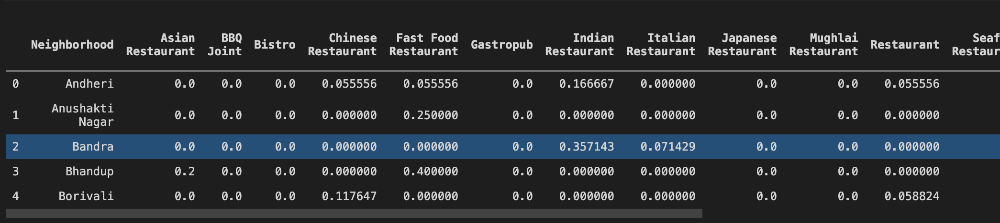 Neighborhood Asian Restaurant BBQ Joint Bistro Chinese Restaurant Fast Food Restaurant Gastropub Indian Restaurant Italian Restaurant Japanese Restaurant Mughlai Restaurant Restaurant Seaf Restaur
0 Andheri 0.0 0.0 0.0 0.055556 0.055556 0.0 0.166667 0.000000 0.0 0.0 0.055556
1 Anushakti Nagar 0.0 0.0 0.0 0.000000 0.250000 0.0 0.000000 0.000000 0.0 0.0 0.000000
2 Bandra 0.0 0.0 0.0 0.000000 0.000000 0.0 0.357143 0.071429 0.0 0.0 0.000000
3 Bhandup 0.2 0.0 0.0 0.000000 0.400000 0.0 0.000000 0.000000 0.0 0.0 0.000000
4 Borivali 0.0 0.0 0.0 0.117647 0.000000 0.0 0.000000 0.000000 0.0 0.0 0.058824